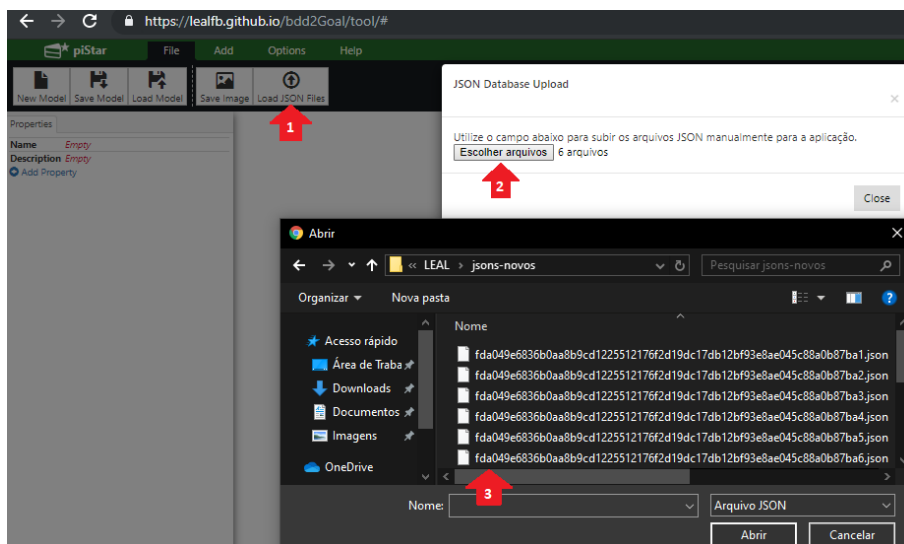 https://lealfb.github.io/bdd2Goal/tool/#
piStar File Add Options Help
New Model Save Model Load Model Save Image Load JSON Files
1
Properties
Name Empty
Description Empty
Add Property
JSON Database Upload
×
Utilize o campo abaixo para subir os arquivos JSON manualmente para a aplicação.
Escolher arquivos 6 arquivos
2
Close
Abrir
« LEAL › jsons-novos
Pesquisar jsons-novos
Organizar Nova pasta
Acesso rápido
Área de Traba
Downloads
Documentos
Imagens
OneDrive
Nome
fda049e6836b0aa8b9cd1225512176f2d19dc17db12bf93e8ae045c88a0b87ba1.json
fda049e6836b0aa8b9cd1225512176f2d19dc17db12bf93e8ae045c88a0b87ba2.json
fda049e6836b0aa8b9cd1225512176f2d19dc17db12bf93e8ae045c88a0b87ba3.json
fda049e6836b0aa8b9cd1225512176f2d19dc17db12bf93e8ae045c88a0b87ba4.json
fda049e6836b0aa8b9cd1225512176f2d19dc17db12bf93e8ae045c88a0b87ba5.json
fda049e6836b0aa8b9cd1225512176f2d19dc17db12bf93e8ae045c88a0b87ba6.json
3
Nome:
Arquivo JSON
Abrir Cancelar